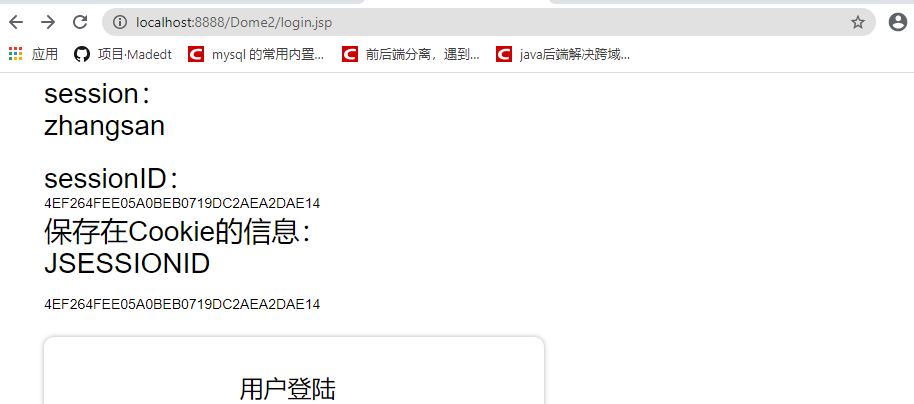 localhost:8888/Dome2/login.jsp
应用 项目·Madedt mysql 的常用内置... 前后端分离，遇到... java后端解决跨域...
session：
zhangsan
sessionID：
4EF264FEE05A0BEB0719DC2AEA2DAE14
保存在Cookie的信息：
JSESSIONID
4EF264FEE05A0BEB0719DC2AEA2DAE14
用户登陆